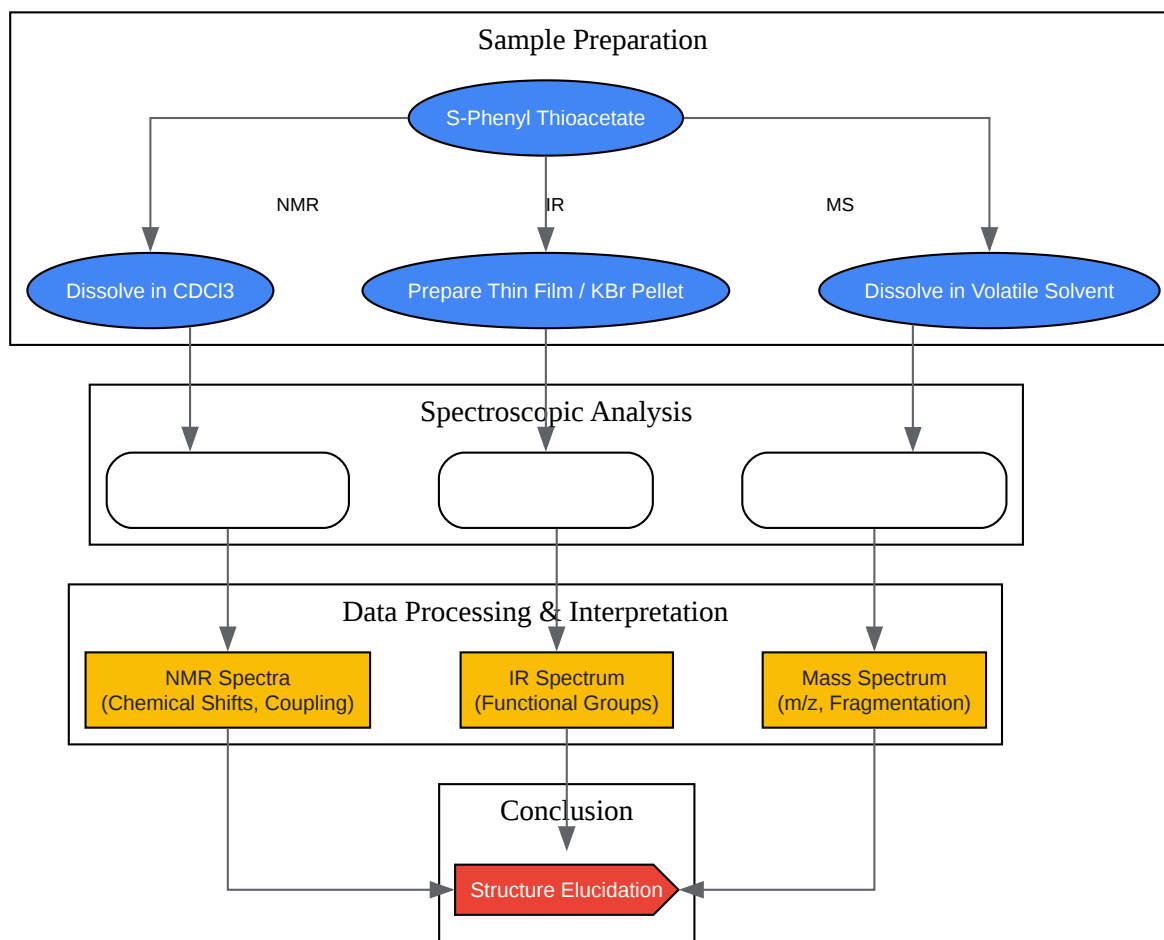 Sample Preparation
S-Phenyl Thioacetate
NMR
IR
MS
Dissolve in CDCl3
Prepare Thin Film / KBr Pellet
Dissolve in Volatile Solvent
Spectroscopic Analysis
Data Processing & Interpretation
NMR Spectra
(Chemical Shifts, Coupling)
IR Spectrum
(Functional Groups)
Mass Spectrum
(m/z, Fragmentation)
Conclusion
Structure Elucidation